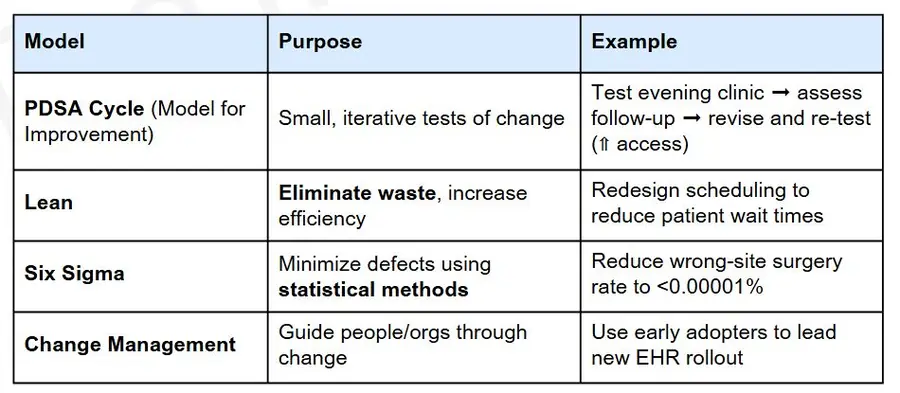 Model
Purpose
Example
PDSA Cycle (Model for
Improvement)
Small, iterative tests of change
Test evening clinic ➞ assess
follow-up ➞ revise and re-test
(⇑ access)
Lean
Eliminate waste, increase
efficiency
Redesign scheduling to
reduce patient wait times
Six Sigma
Minimize defects using
statistical methods
Reduce wrong-site surgery
rate to <0.00001%
Change Management
Guide people/orgs through
change
Use early adopters to lead
new EHR rollout